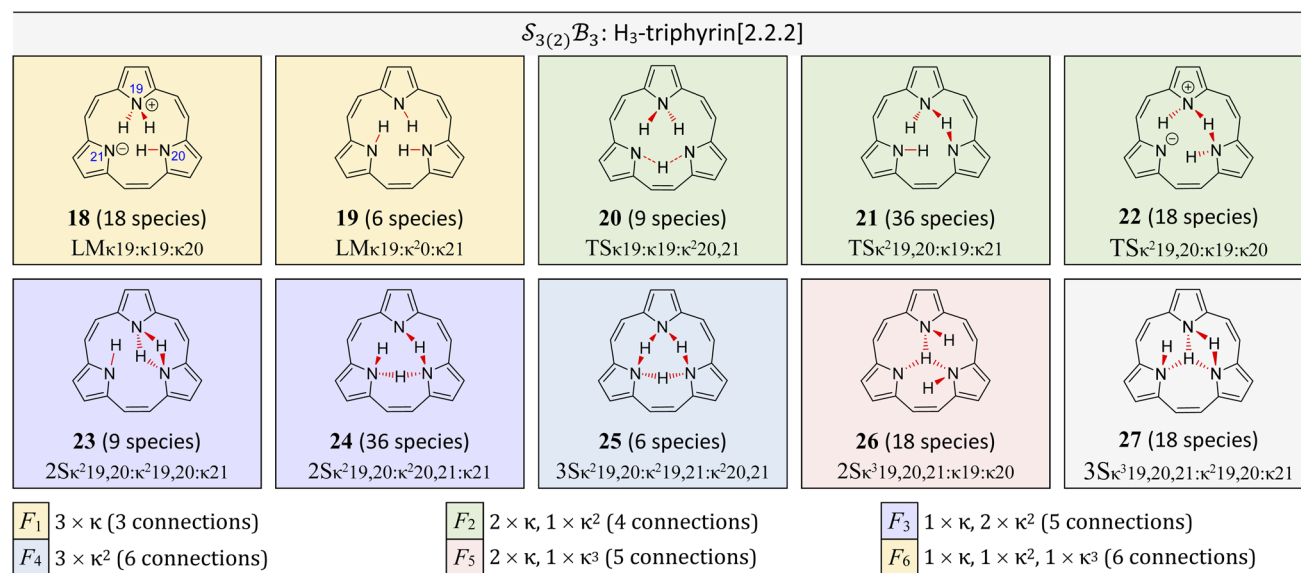 𝒮₃₍₂₎ℬ₃: H₃-triphyrin[2.2.2]
19
N ⊕
H H
21 N ⊖ H N 20
18 (18 species)
LMκ19:κ19:κ20
N
H H
N H N
19 (6 species)
LMκ19:κ²0:κ21
N
H H
N H N
20 (9 species)
TSκ19:κ19:κ²20,21
N
H H
H
N H N
21 (36 species)
TSκ²19,20:κ19:κ21
⊕
N
H H
N ⊖ H N
22 (18 species)
TSκ²19,20:κ19:κ20
N
H H
H
N N
23 (9 species)
2Sκ²19,20:κ²19,20:κ21
N
H H
N H N
24 (36 species)
2Sκ²19,20:κ²20,21:κ21
N
H H
N H N
25 (6 species)
3Sκ²19,20:κ²19,21:κ²20,21
N
H
H
N N
H
26 (18 species)
2Sκ³19,20,21:κ19:κ20
N
H H
H
N N
27 (18 species)
3Sκ³19,20,21:κ²19,20:κ21
F₁ 3 × κ (3 connections)
F₂ 2 × κ, 1 × κ² (4 connections)
F₃ 1 × κ, 2 × κ² (5 connections)
F₄ 3 × κ² (6 connections)
F₅ 2 × κ, 1 × κ³ (5 connections)
F₆ 1 × κ, 1 × κ², 1 × κ³ (6 connections)